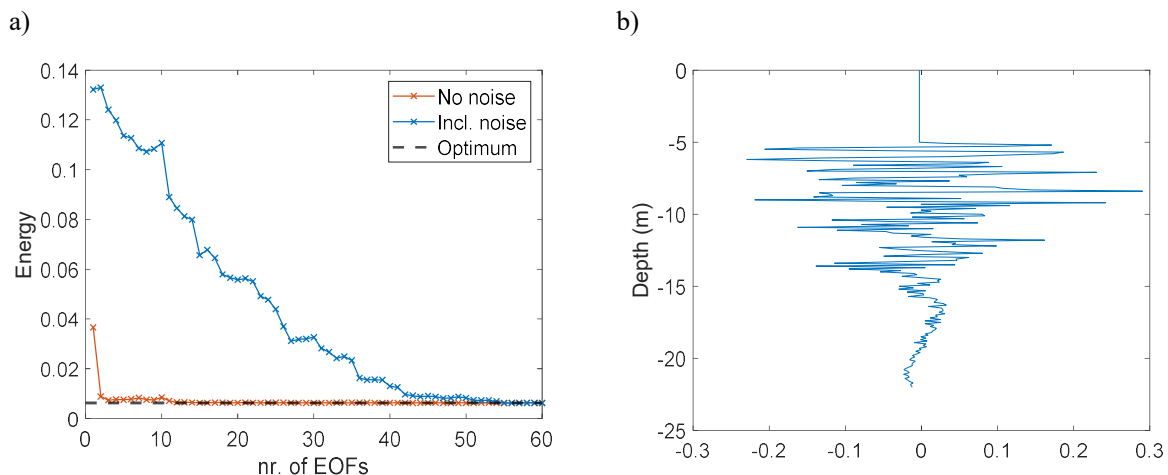 a)
b)
0.14
0.12
0.1
0.08
0.06
0.04
0.02
0
Energy
0 10 20 30 40 50 60
nr. of EOFs
No noise
Incl. noise
Optimum
0
-5
-10
-15
-20
-25
Depth (m)
-0.3 -0.2 -0.1 0 0.1 0.2 0.3